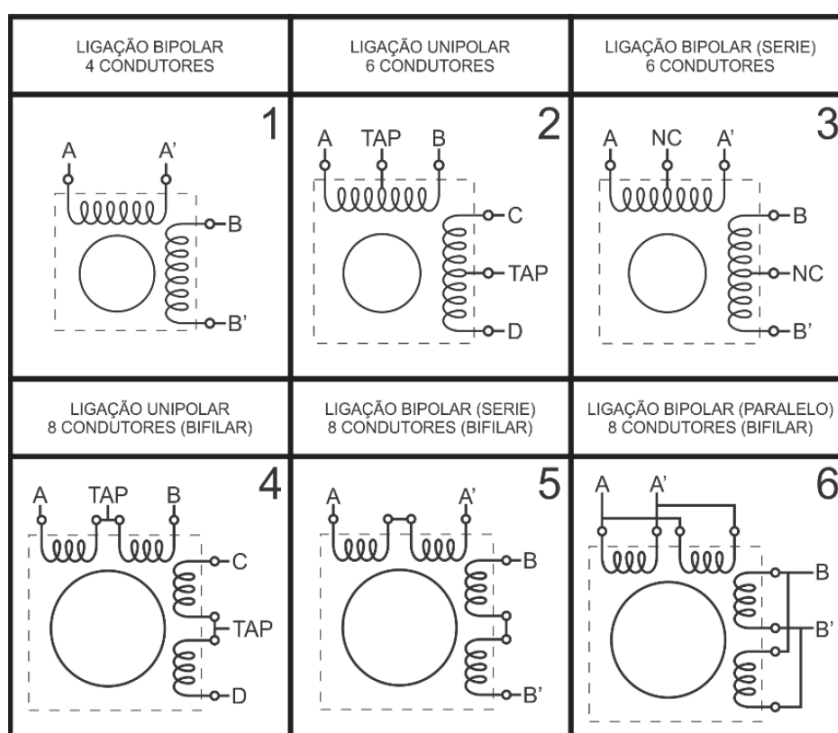 LIGAÇÃO BIPOLAR
4 CONDUTORES
LIGAÇÃO UNIPOLAR
6 CONDUTORES
LIGAÇÃO BIPOLAR (SERIE)
6 CONDUTORES
1
A A'
B
B'
2
A TAP B
C
TAP
D
3
A NC A'
B
NC
B'
LIGAÇÃO UNIPOLAR
8 CONDUTORES (BIFILAR)
LIGAÇÃO BIPOLAR (SERIE)
8 CONDUTORES (BIFILAR)
LIGAÇÃO BIPOLAR (PARALELO)
8 CONDUTORES (BIFILAR)
4
A TAP B
C
TAP
D
5
A A'
B
B'
6
A A'
B
B'